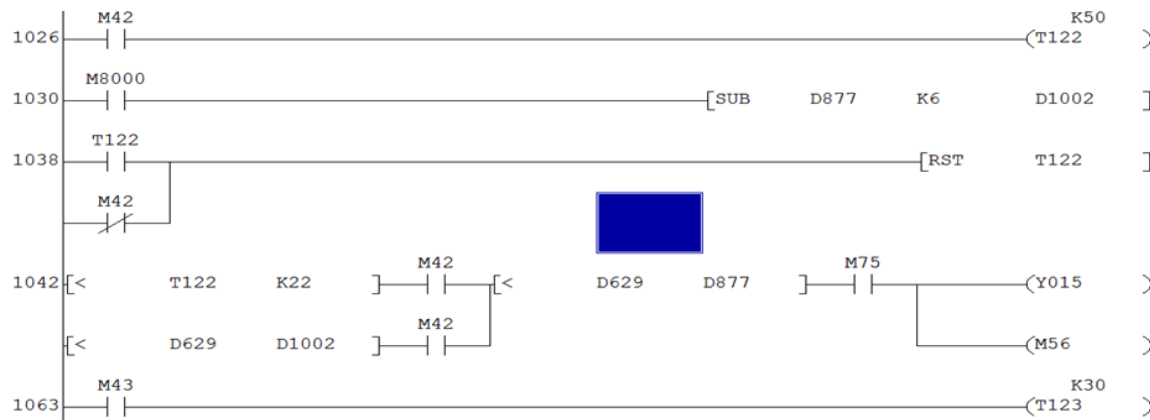 M42 K50
1026 (T122 )
M8000
1030 [SUB D877 K6 D1002 ]
T122
1038 [RST T122 ]
M42
M42 M75
1042 [< T122 K22 ] [< D629 D877 ] (Y015 )
M42
[< D629 D1002 ] (M56 )
M43 K30
1063 (T123 )